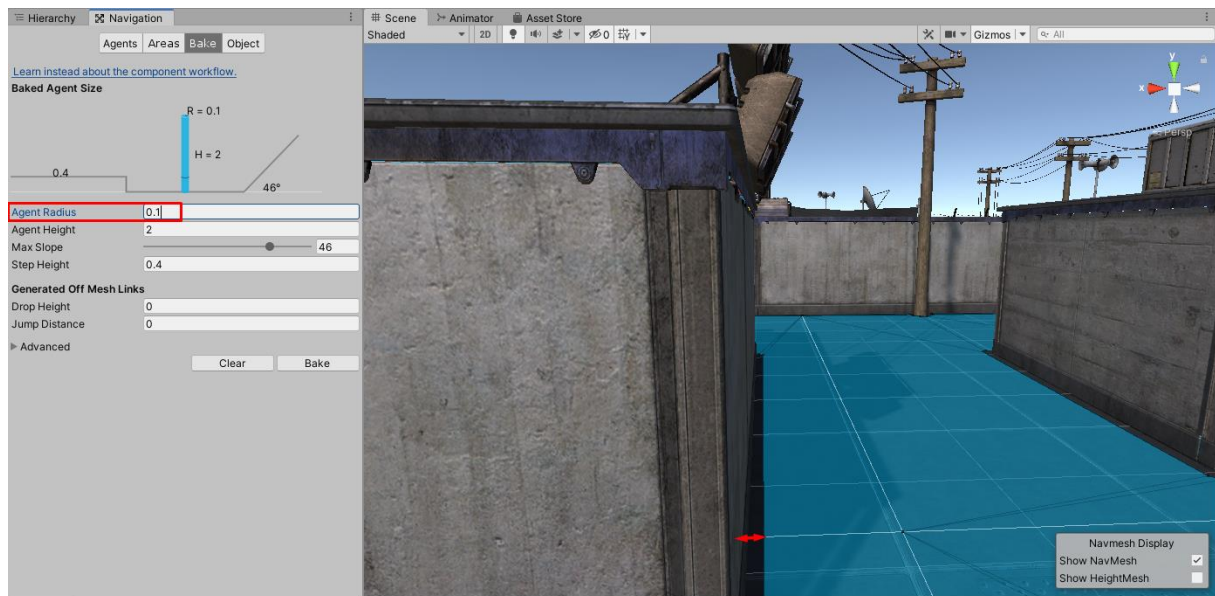 Hierarchy Navigation
Agents Areas Bake Object
Learn instead about the component workflow.
Baked Agent Size
R = 0.1
H = 2
0.4
46°
Agent Radius 0.1
Agent Height 2
Max Slope 46
Step Height 0.4
Generated Off Mesh Links
Drop Height 0
Jump Distance 0
Advanced
Clear Bake
Scene Animator Asset Store
Shaded 2D 0 Gizmos All
y
x
Persp
Navmesh Display
Show NavMesh
Show HeightMesh